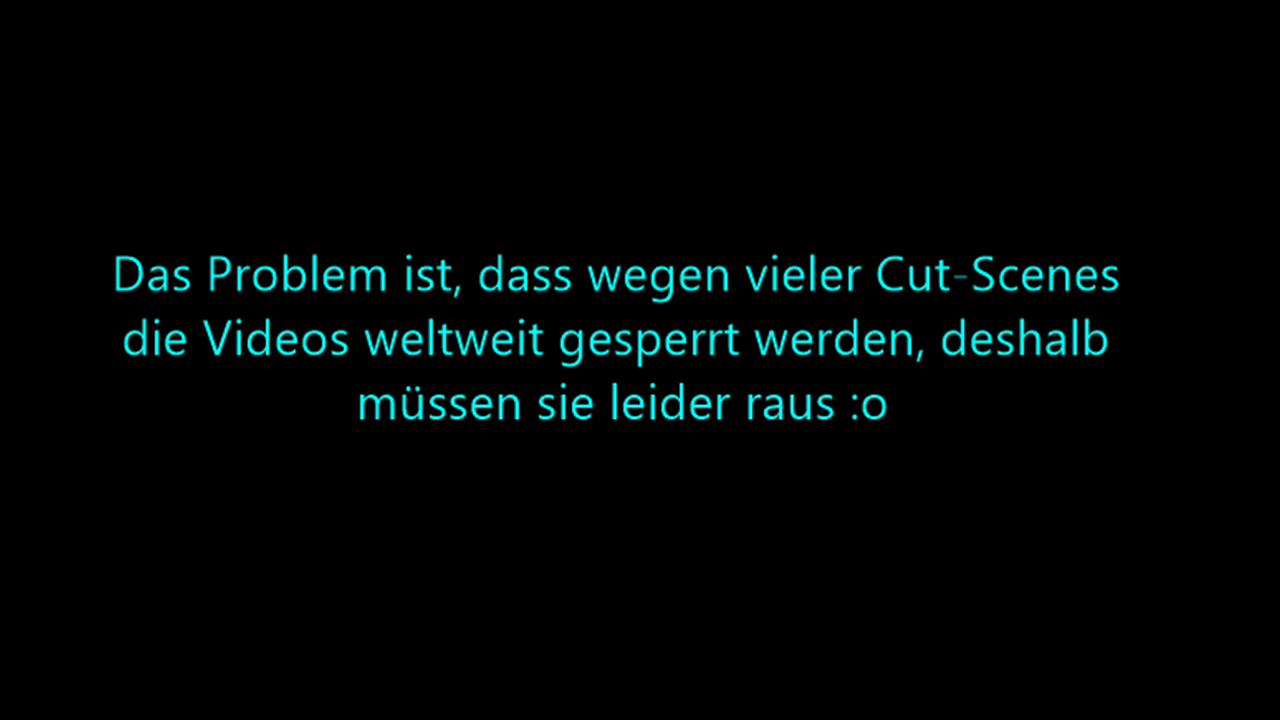 Das Problem ist, dass wegen vieler Cut-Scenes
die Videos weltweit gesperrt werden, deshalb
müssen sie leider raus :o